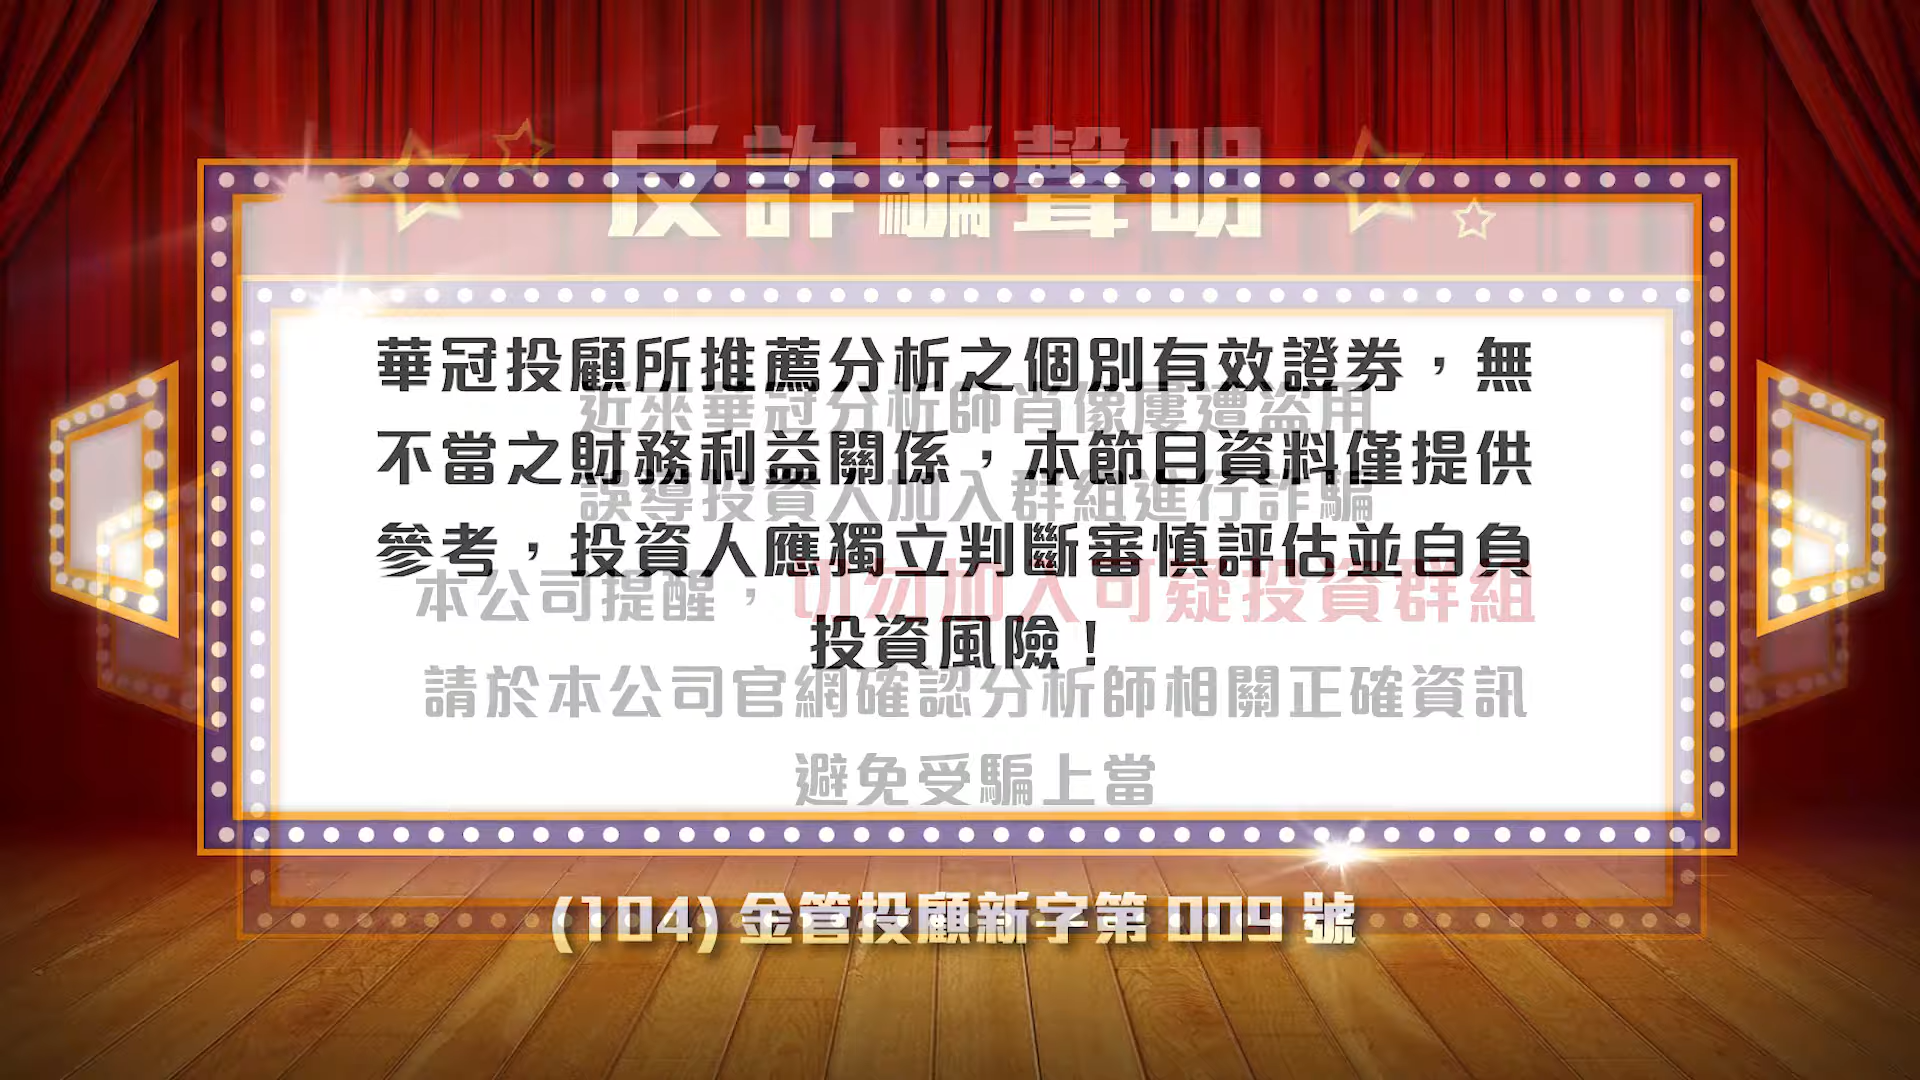 反詐騙聲明
華冠投顧所推薦分析之個別有效證券，無
不當之財務利益關係，本節目資料僅提供
參考，投資人應獨立判斷審慎評估並自負
投資風險！
近來華冠分析師肖像屢遭盜用
誤導投資人加入群組進行詐騙
本公司提醒，切勿加入可疑投資群組
請於本公司官網確認分析師相關正確資訊
避免受騙上當
(104) 金管投顧新字第 009 號